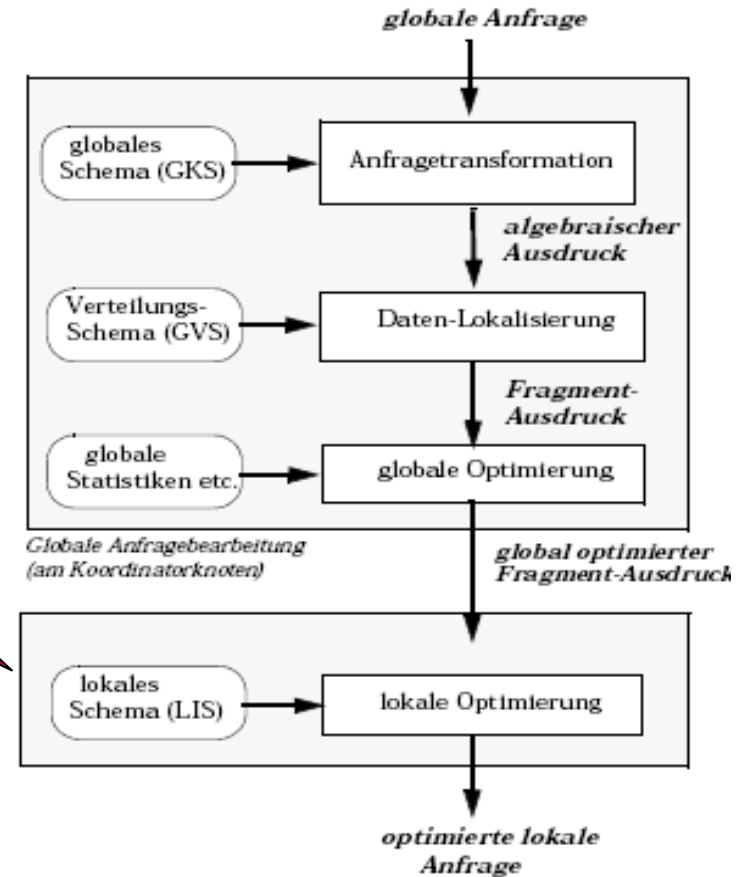 globale Anfrage
globales
Schema (GKS)
Anfragetransformation
algebraischer
Ausdruck
Verteilungs-
Schema (GVS)
Daten-Lokalisierung
Fragment-
Ausdruck
globale
Statistiken etc.
globale Optimierung
Globale Anfragebearbeitung
(am Koordinatorknoten)
global optimierter
Fragment-Ausdruck
lokales
Schema (LIS)
lokale Optimierung
optimierte lokale
Anfrage